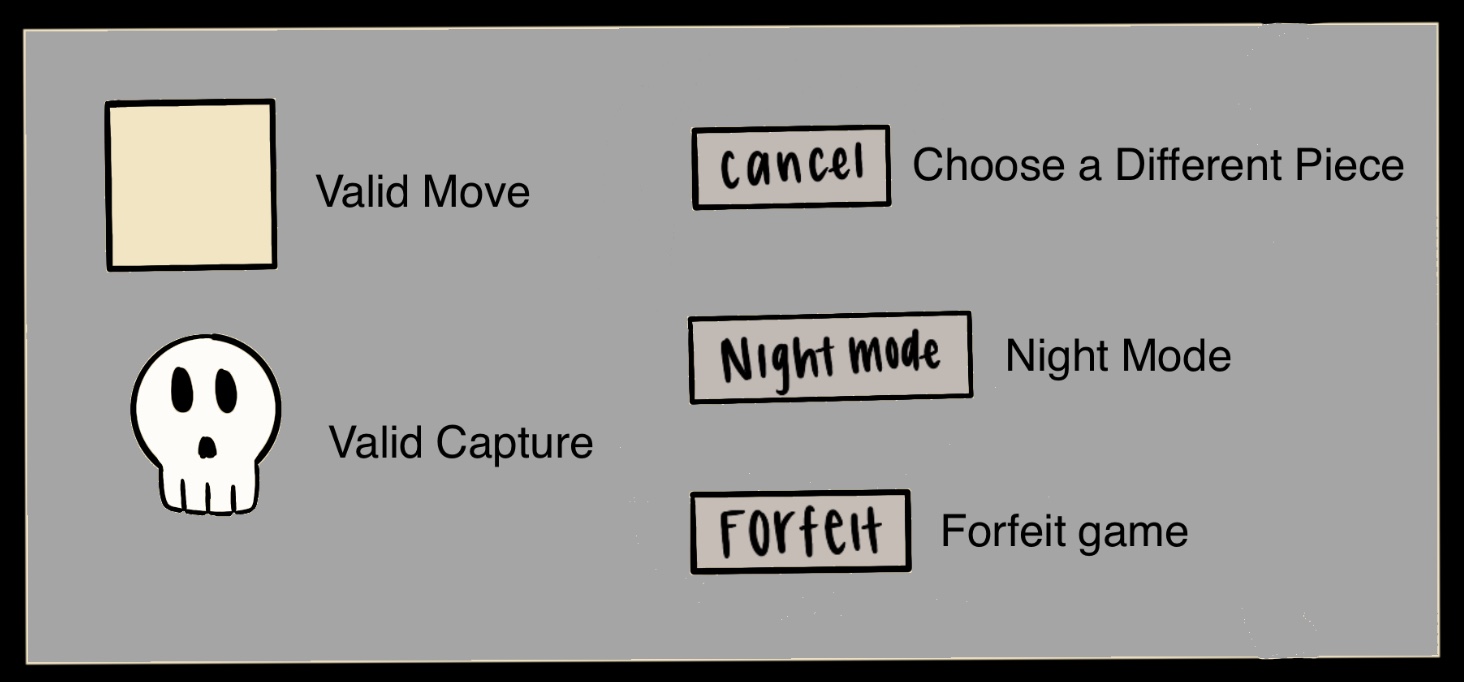 Valid Move
Valid Capture
cancel Choose a Different Piece
Night mode Night Mode
Forfeit Forfeit game